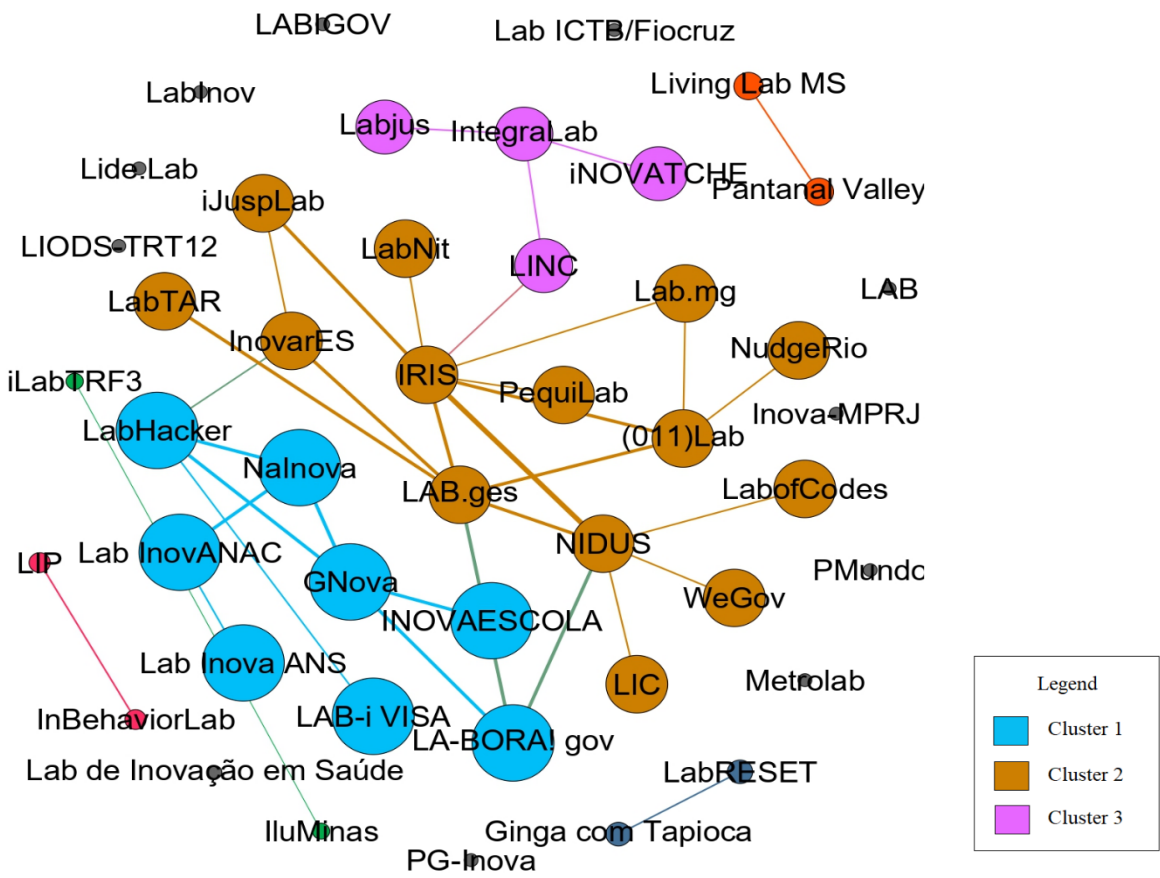 LABIGOV
Lab ICTB/Fiocruz
Living Lab MS
LabInov
Labjus
IntegraLab
iNOVATCHE
Pantanal Valley
Lide.Lab
iJuspLab
LabNit
LIODS-TRT12
LINC
LabTAR
Lab.mg
LAB
InovarES
NudgeRio
iLabTRF3
IRIS
PequiLab
Inova-MPRJ
LabHacker
(011)Lab
NaInova
LAB.ges
LabofCodes
Lab InovANAC
NIDUS
LIP
GNova
PMundo
INOVAESCOLA
WeGov
Lab Inova ANS
LIC
Metrolab
Legend
InBehaviorLab
LAB-i VISA
Cluster 1
LA-BORA! gov
Lab de Inovação em Saúde
LabRESET
Cluster 2
IluMinas
Ginga com Tapioca
Cluster 3
PG-Inova